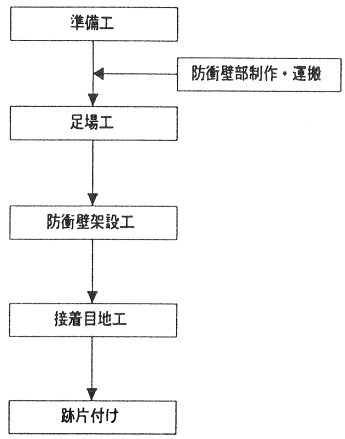 準備工
防衝壁部制作・運搬
足場工
防衝壁架設工
接着目地工
跡片付け